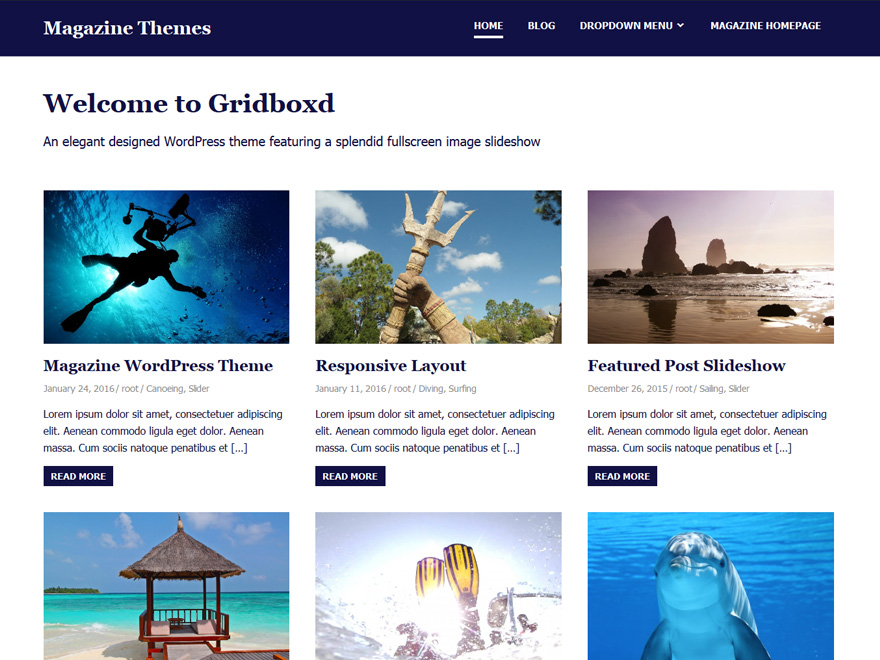 Magazine Themes
HOME BLOG DROPDOWN MENU MAGAZINE HOMEPAGE
Welcome to Gridboxd
An elegant designed WordPress theme featuring a splendid fullscreen image slideshow
Magazine WordPress Theme
January 24, 2016 / root / Canoeing, Slider
Lorem ipsum dolor sit amet, consectetuer adipiscing
elit. Aenean commodo ligula eget dolor. Aenean
massa. Cum sociis natoque penatibus et [...]
READ MORE
Responsive Layout
January 11, 2016 / root / Diving, Surfing
Lorem ipsum dolor sit amet, consectetuer adipiscing
elit. Aenean commodo ligula eget dolor. Aenean
massa. Cum sociis natoque penatibus et [...]
READ MORE
Featured Post Slideshow
December 26, 2015 / root / Sailing, Slider
Lorem ipsum dolor sit amet, consectetuer adipiscing
elit. Aenean commodo ligula eget dolor. Aenean
massa. Cum sociis natoque penatibus et [...]
READ MORE